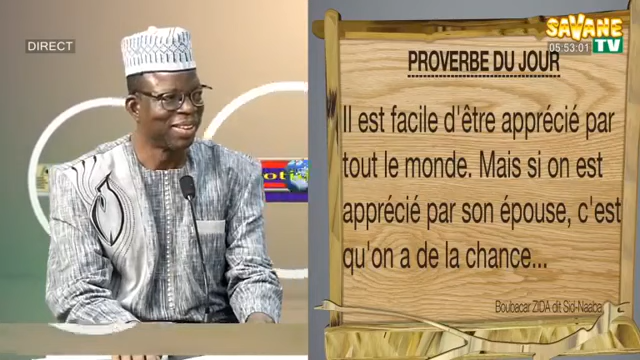 DIRECT
SAVANE
05:53:01 TV
PROVERBE DU JOUR
Il est facile d'être apprécié par
tout le monde. Mais si on est
apprécié par son épouse, c'est
qu'on a de la chance...
Boubacar ZIDA dit Sid-Naaba